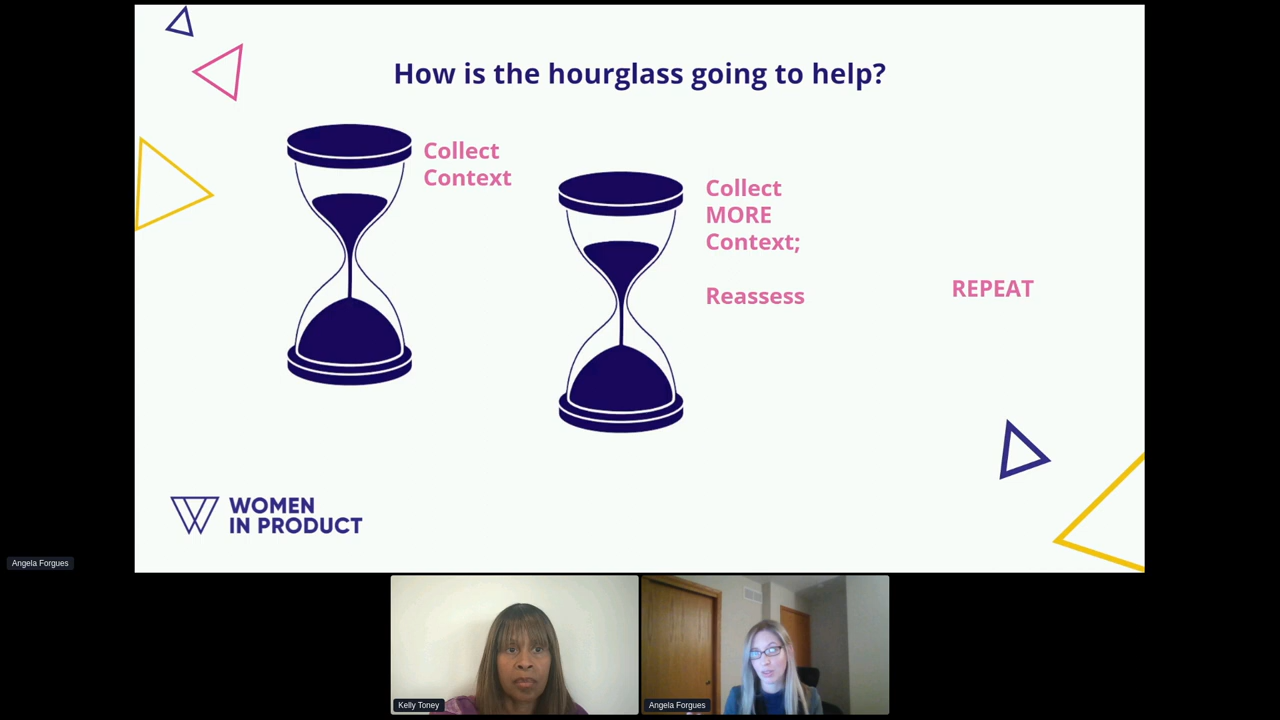 How is the hourglass going to help?
Collect
Context
Collect
MORE
Context;
Reassess
REPEAT
WOMEN
IN PRODUCT
Angela Forgues
Kelly Toney
Angela Forgues